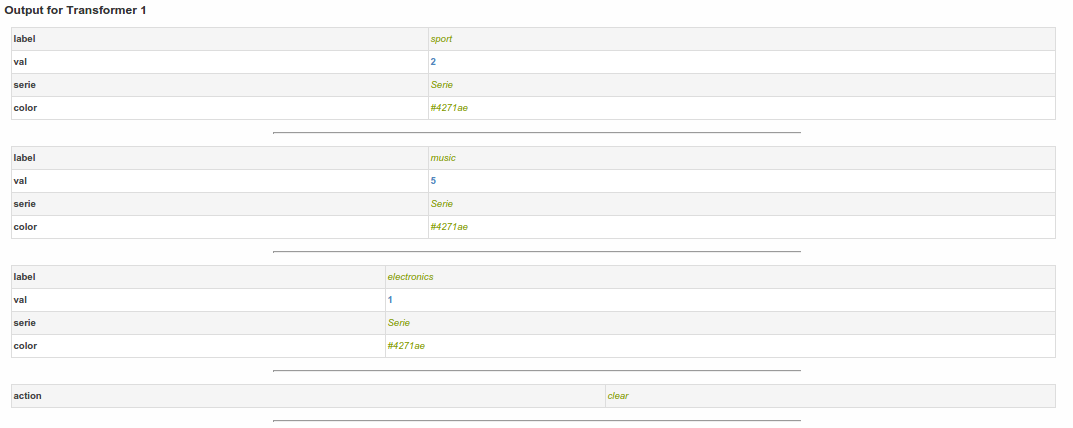 Output for Transformer 1
label sport
val 2
serie Serie
color #4271ae
label music
val 5
serie Serie
color #4271ae
label electronics
val 1
serie Serie
color #4271ae
action clear